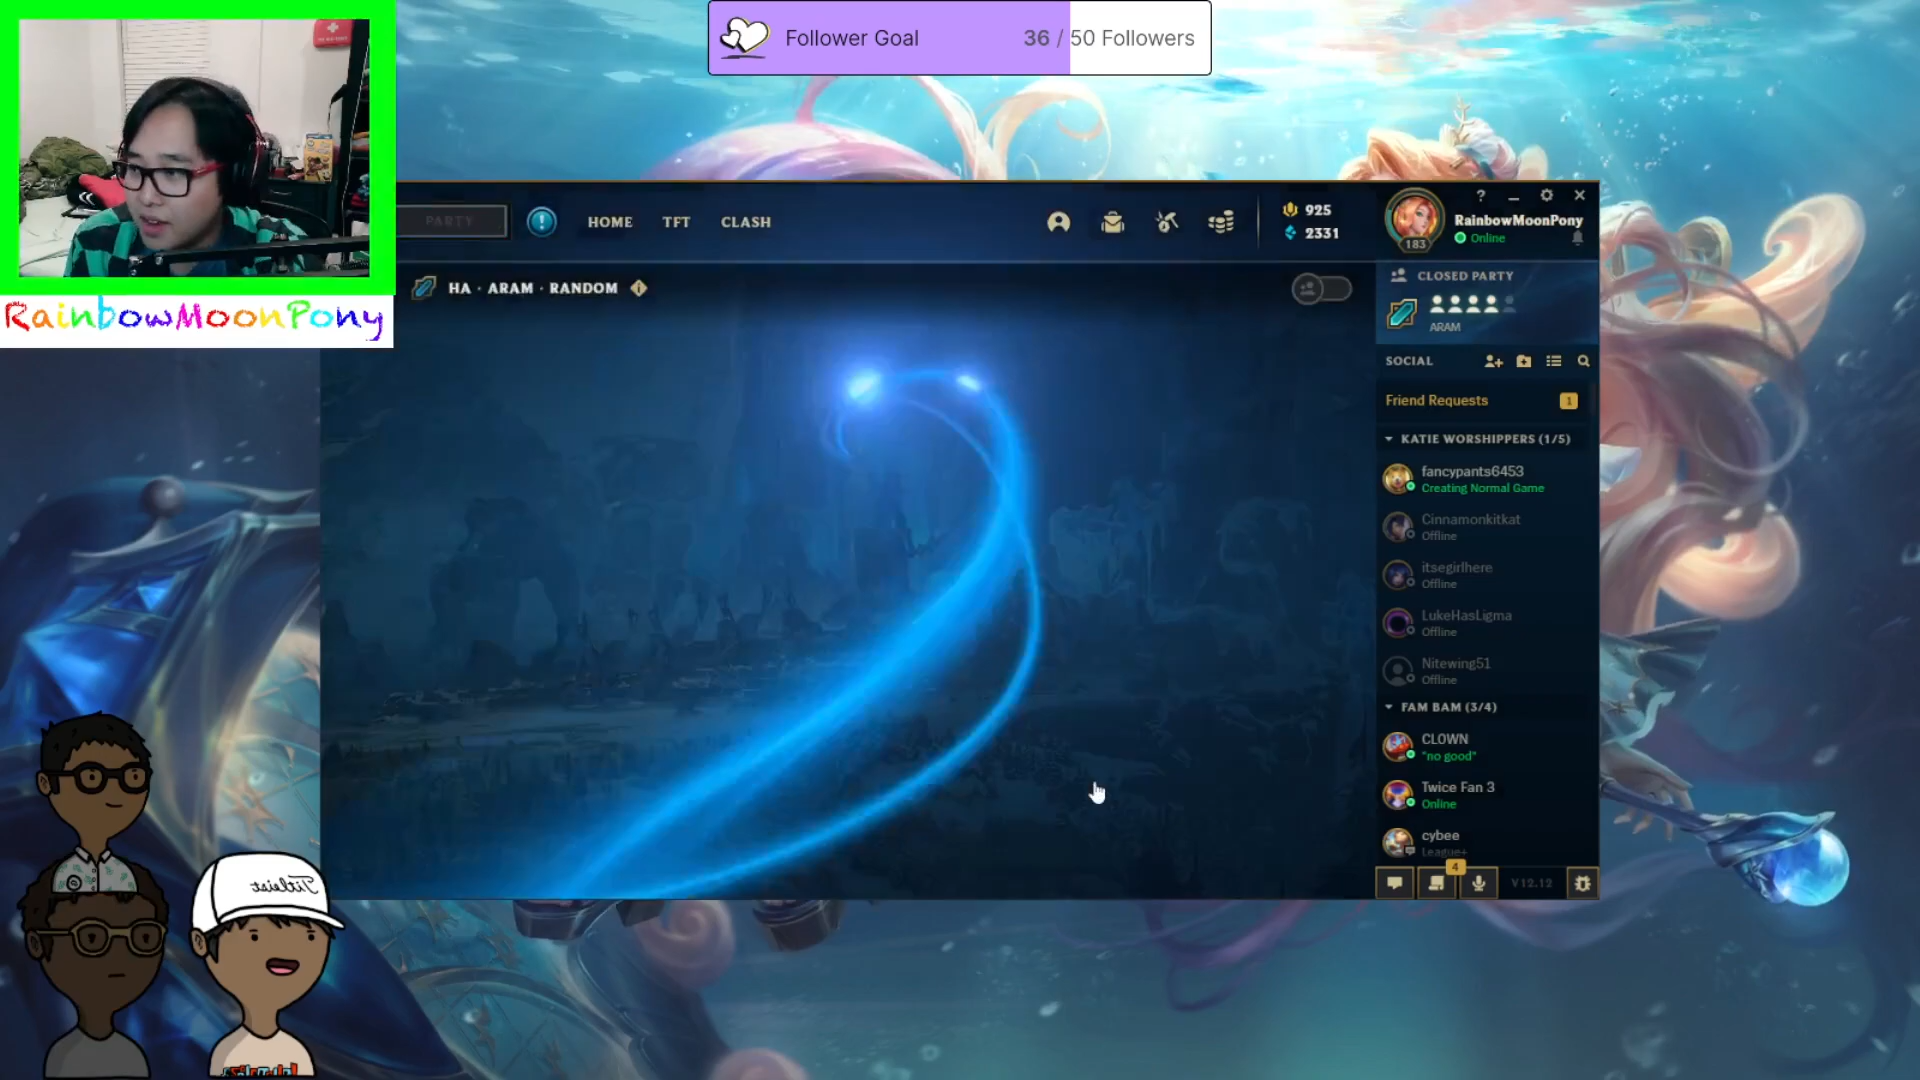 Follower Goal 36 / 50 Followers
RainbowMoonPony
PARTY
HOME TFT CLASH
925
2331
183
?
RainbowMoonPony
Online
HA · ARAM · RANDOM
CLOSED PARTY
ARAM
SOCIAL
Friend Requests 1
KATIE WORSHIPPERS (1/5)
fancypants6453
Creating Normal Game
Cinnamonkitkat
Offline
itsegirlhere
Offline
LukeHasLigma
Offline
Nitewing51
Offline
FAM BAM (3/4)
CLOWN
"no good"
Twice Fan 3
Online
cybee
League+
4
V12.12
Titleist